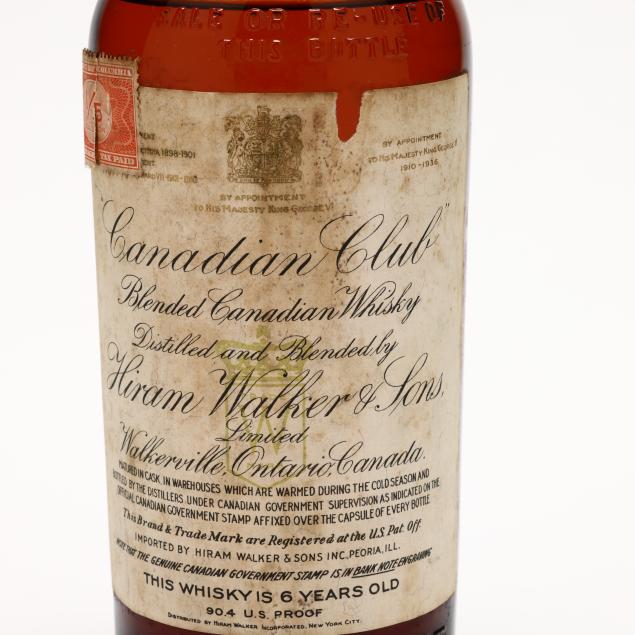 SALE OR RE-USE OF
THIS BOTTLE
OF COLUMBIA
TAX PAID
1898-1901
BY APPOINTMENT
TO HIS MAJESTY KING GEORGE VI
BY APPOINTMENT
TO HIS MAJESTY KING GEORGE V
1910-1936
"Canadian Club"
Blended Canadian Whisky
Distilled and Blended by
Hiram Walker & Sons,
Limited
Walkerville, Ontario, Canada.
MATURED IN CASK, IN WAREHOUSES WHICH ARE WARMED DURING THE COLD SEASON AND
BOTTLED BY THE DISTILLERS UNDER CANADIAN GOVERNMENT SUPERVISION AS INDICATED ON THE
OFFICIAL CANADIAN GOVERNMENT STAMP AFFIXED OVER THE CAPSULE OF EVERY BOTTLE
This Brand & Trade Mark are Registered at the U.S. Pat. Off.
IMPORTED BY HIRAM WALKER & SONS INC., PEORIA, ILL.
NOTE THAT THE GENUINE CANADIAN GOVERNMENT STAMP IS IN BANK NOTE ENGRAVING
THIS WHISKY IS 6 YEARS OLD
90.4 U.S. PROOF
DISTRIBUTED BY HIRAM WALKER INCORPORATED, NEW YORK CITY.